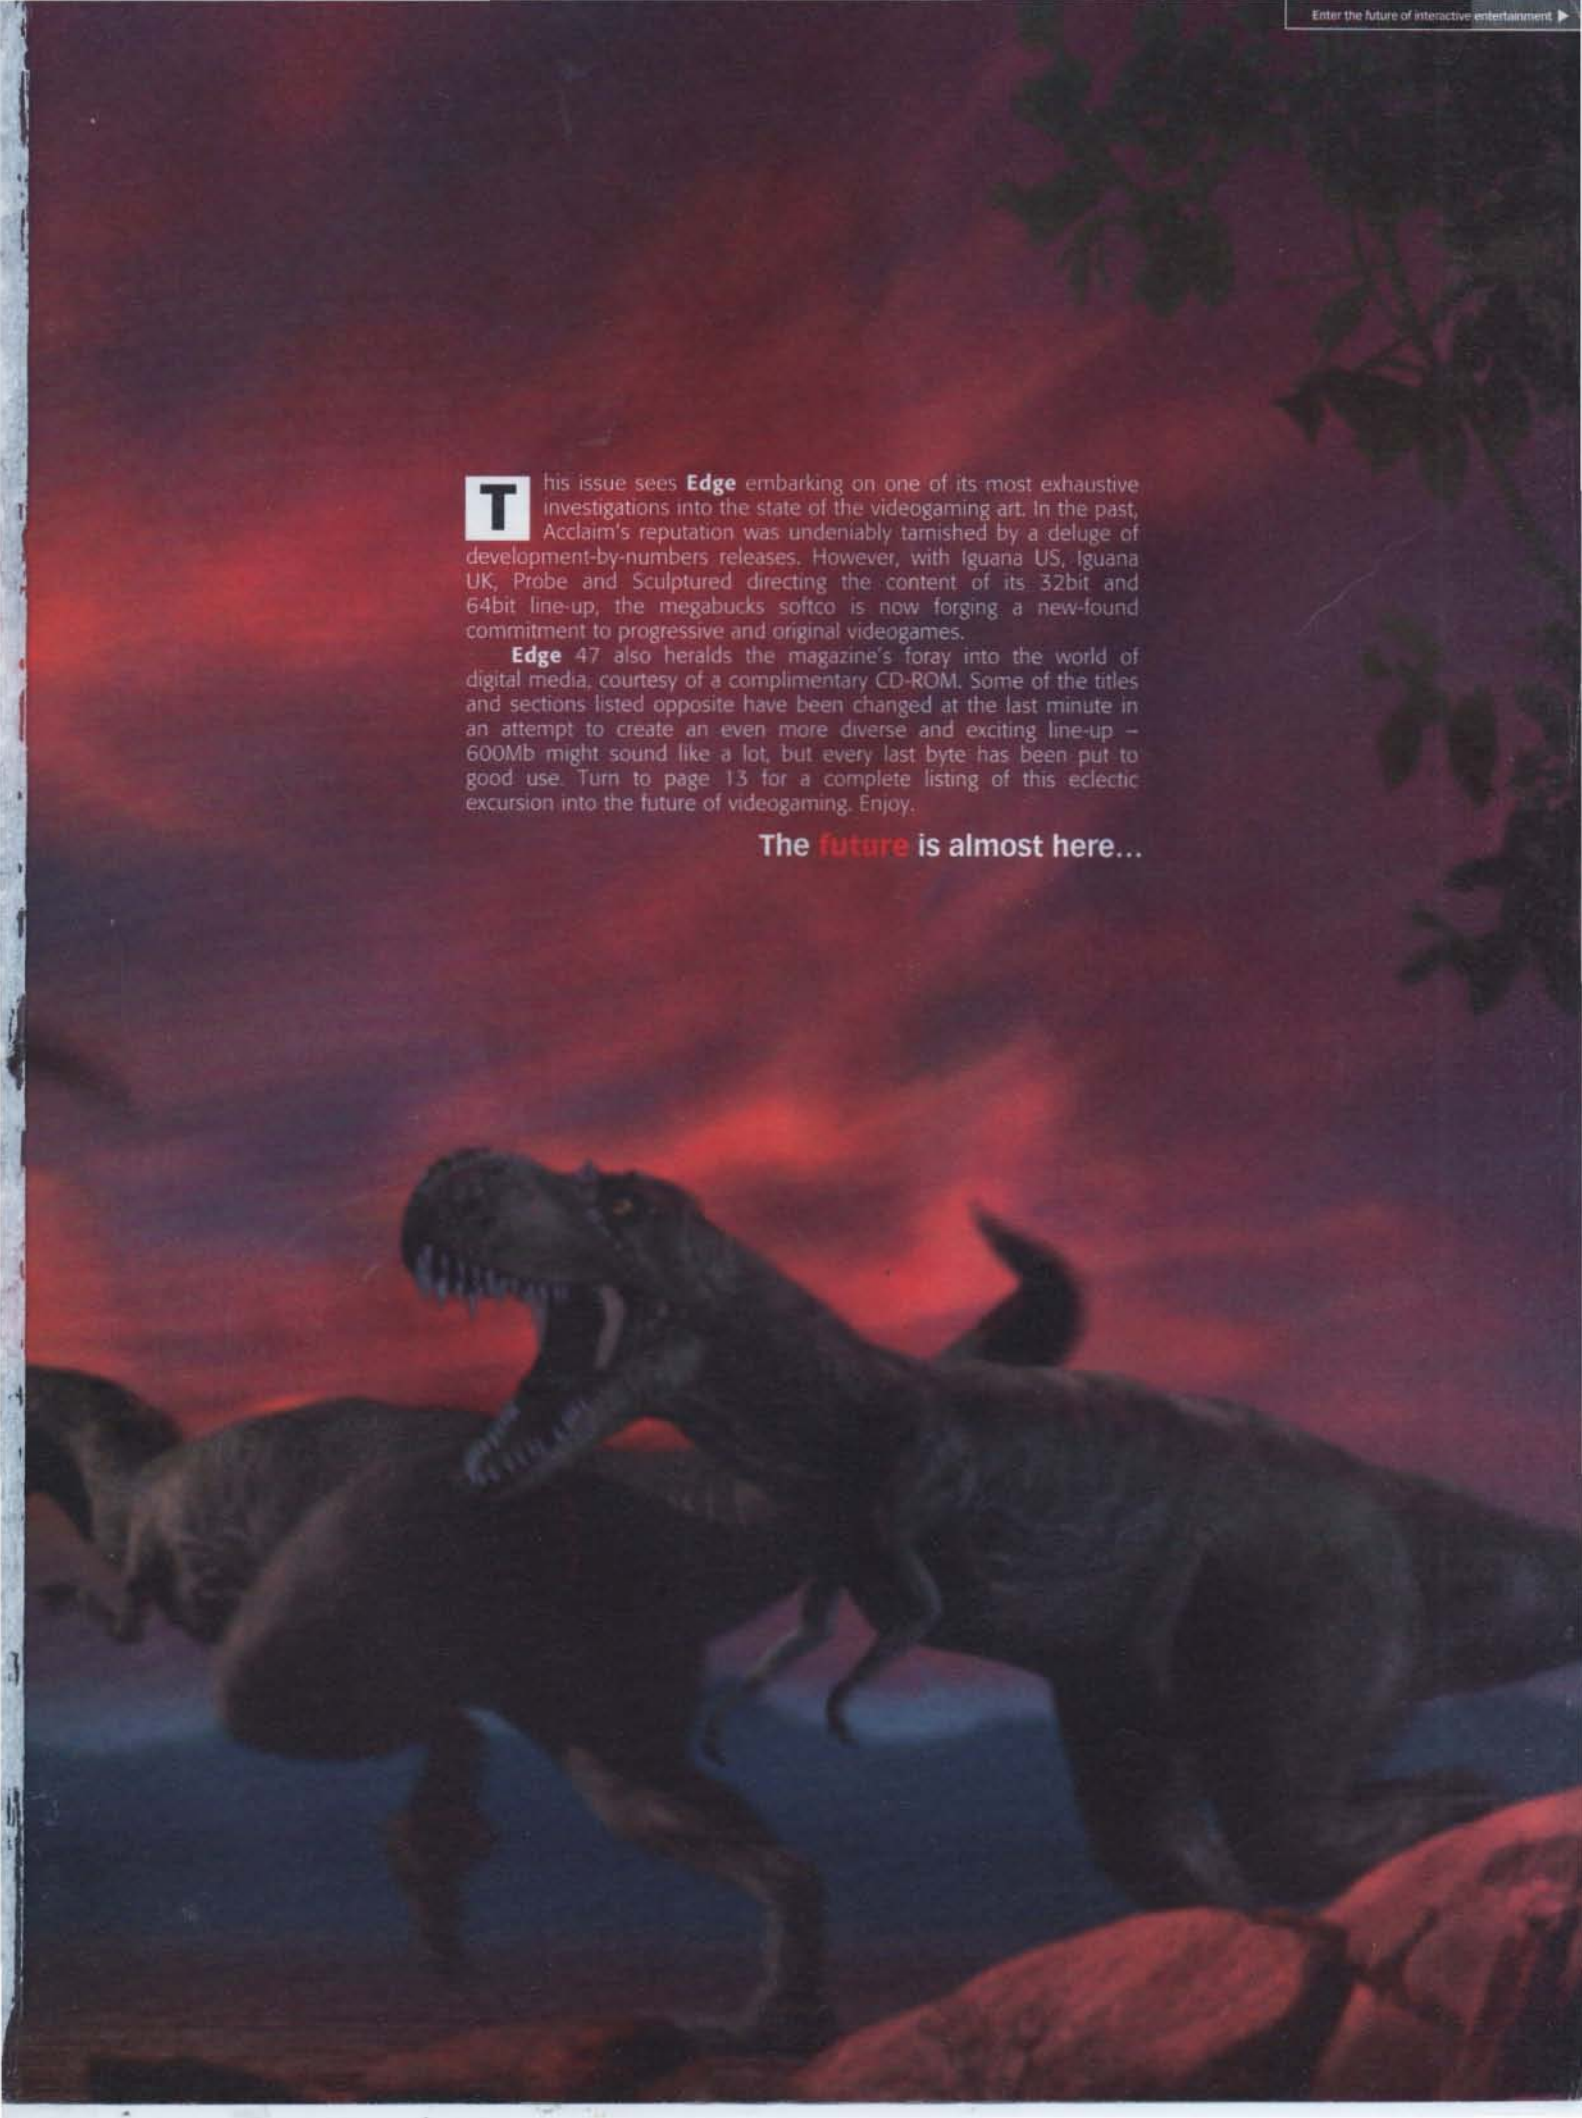 Enter the future of interactive entertainment ▶
This issue sees Edge embarking on one of its most exhaustive
investigations into the state of the videogaming art. In the past,
Acclaim's reputation was undeniably tarnished by a deluge of
development-by-numbers releases. However, with Iguana US, Iguana
UK, Probe and Sculptured directing the content of its 32bit and
64bit line-up, the megabucks softco is now forging a new-found
commitment to progressive and original videogames.
Edge 47 also heralds the magazine's foray into the world of
digital media, courtesy of a complimentary CD-ROM. Some of the titles
and sections listed opposite have been changed at the last minute in
an attempt to create an even more diverse and exciting line-up –
600Mb might sound like a lot, but every last byte has been put to
good use. Turn to page 13 for a complete listing of this eclectic
excursion into the future of videogaming. Enjoy.
The future is almost here...